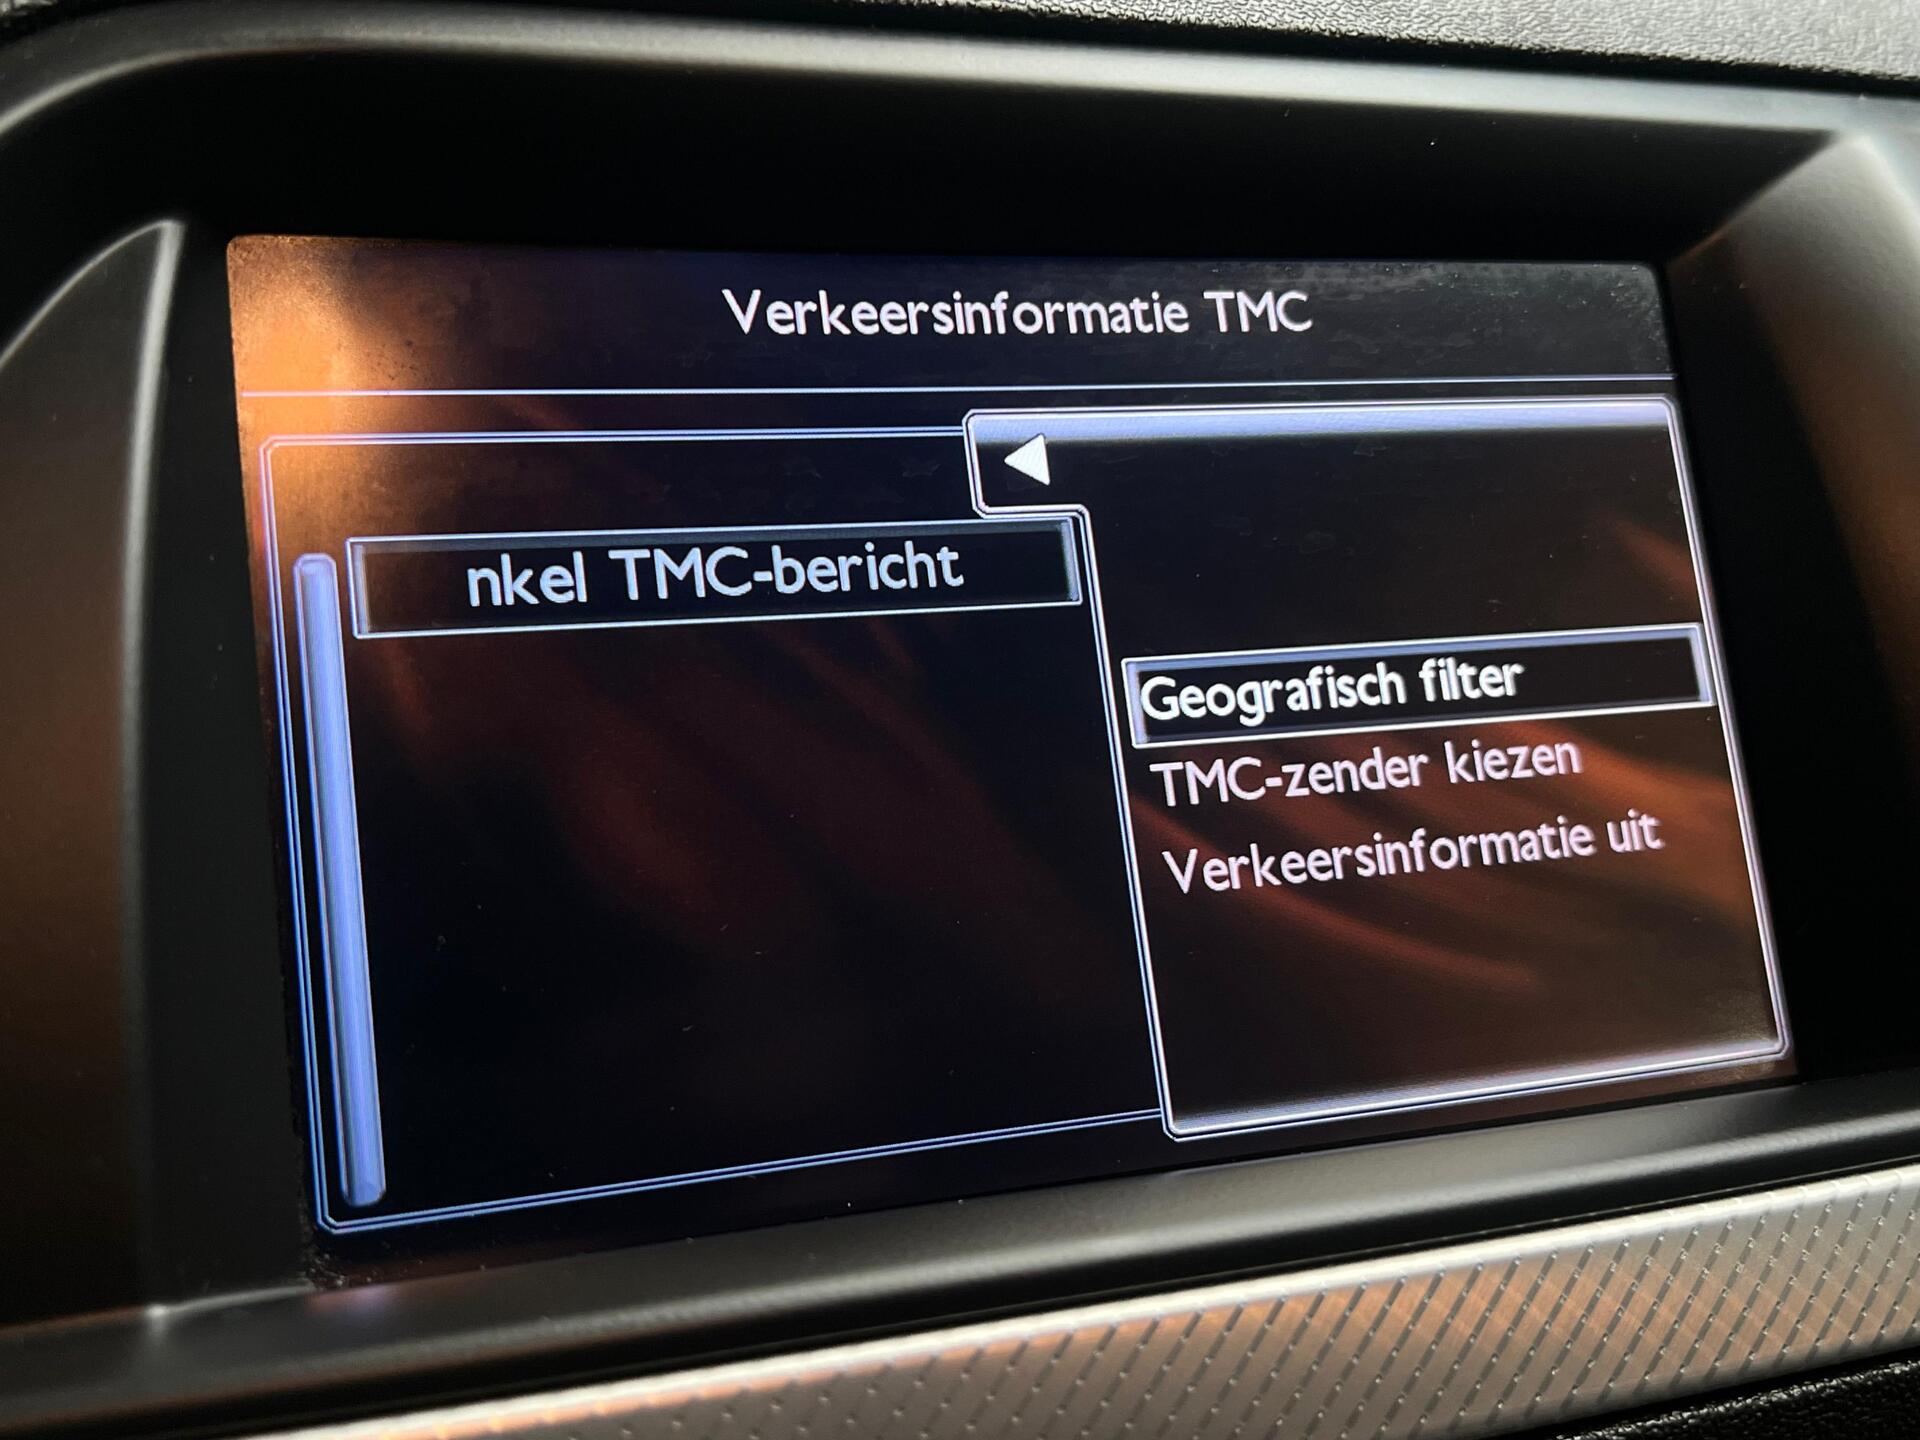 Verkeersinformatie TMC
nkel TMC-bericht
Geografisch filter
TMC-zender kiezen
Verkeersinformatie uit